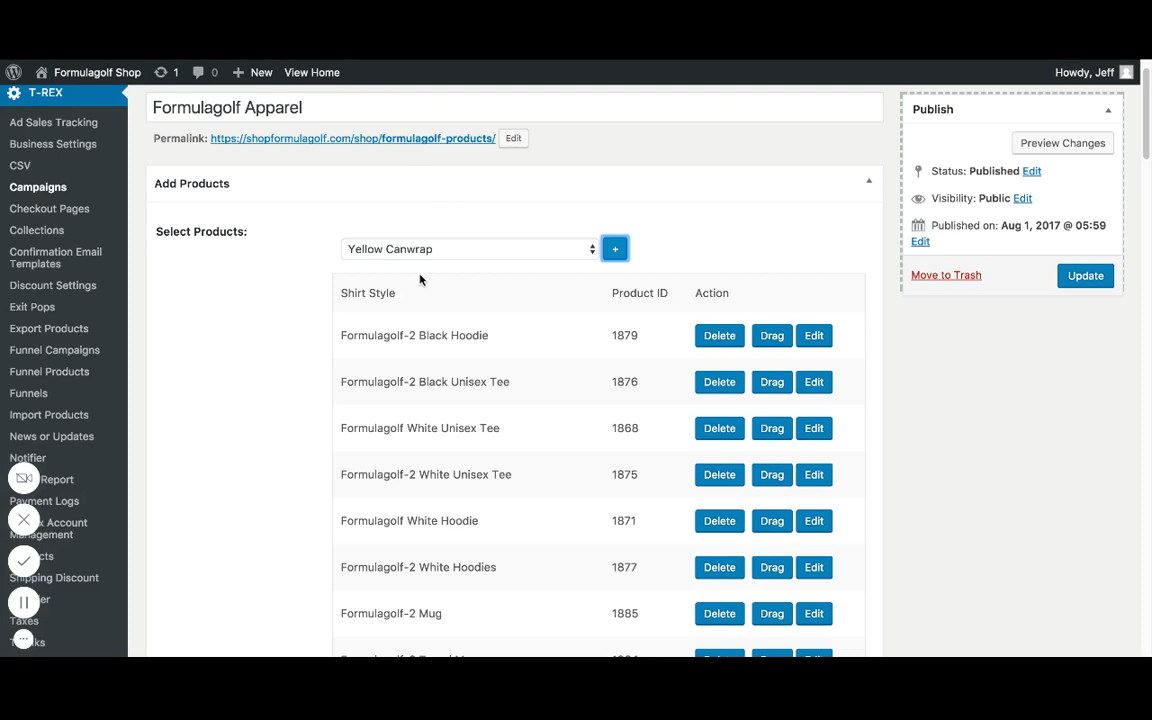 Formulagolf Shop 1 0 + New View Home Howdy, Jeff
T-REX
Ad Sales Tracking
Business Settings
CSV
Campaigns
Checkout Pages
Collections
Confirmation Email
Templates
Discount Settings
Exit Pops
Export Products
Funnel Campaigns
Funnel Products
Funnels
Import Products
News or Updates
Notifier
Report
Payment Logs
Account
Management
Shipping Discount
Taxes
Formulagolf Apparel
Permalink: https://shopformulagolf.com/shop/formulagolf-products/ Edit
Add Products
Select Products:
Yellow Canwrap +
Shirt Style Product ID Action
Formulagolf-2 Black Hoodie 1879 Delete Drag Edit
Formulagolf-2 Black Unisex Tee 1876 Delete Drag Edit
Formulagolf White Unisex Tee 1868 Delete Drag Edit
Formulagolf-2 White Unisex Tee 1875 Delete Drag Edit
Formulagolf White Hoodie 1871 Delete Drag Edit
Formulagolf-2 White Hoodies 1877 Delete Drag Edit
Formulagolf-2 Mug 1885 Delete Drag Edit
Publish
Preview Changes
Status: Published Edit
Visibility: Public Edit
Published on: Aug 1, 2017 @ 05:59
Edit
Move to Trash Update